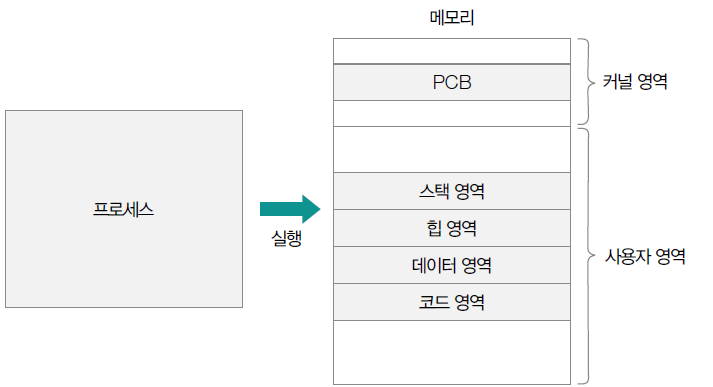 메모리
PCB
커널 영역
프로세스
실행
스택 영역
힙 영역
데이터 영역
코드 영역
사용자 영역